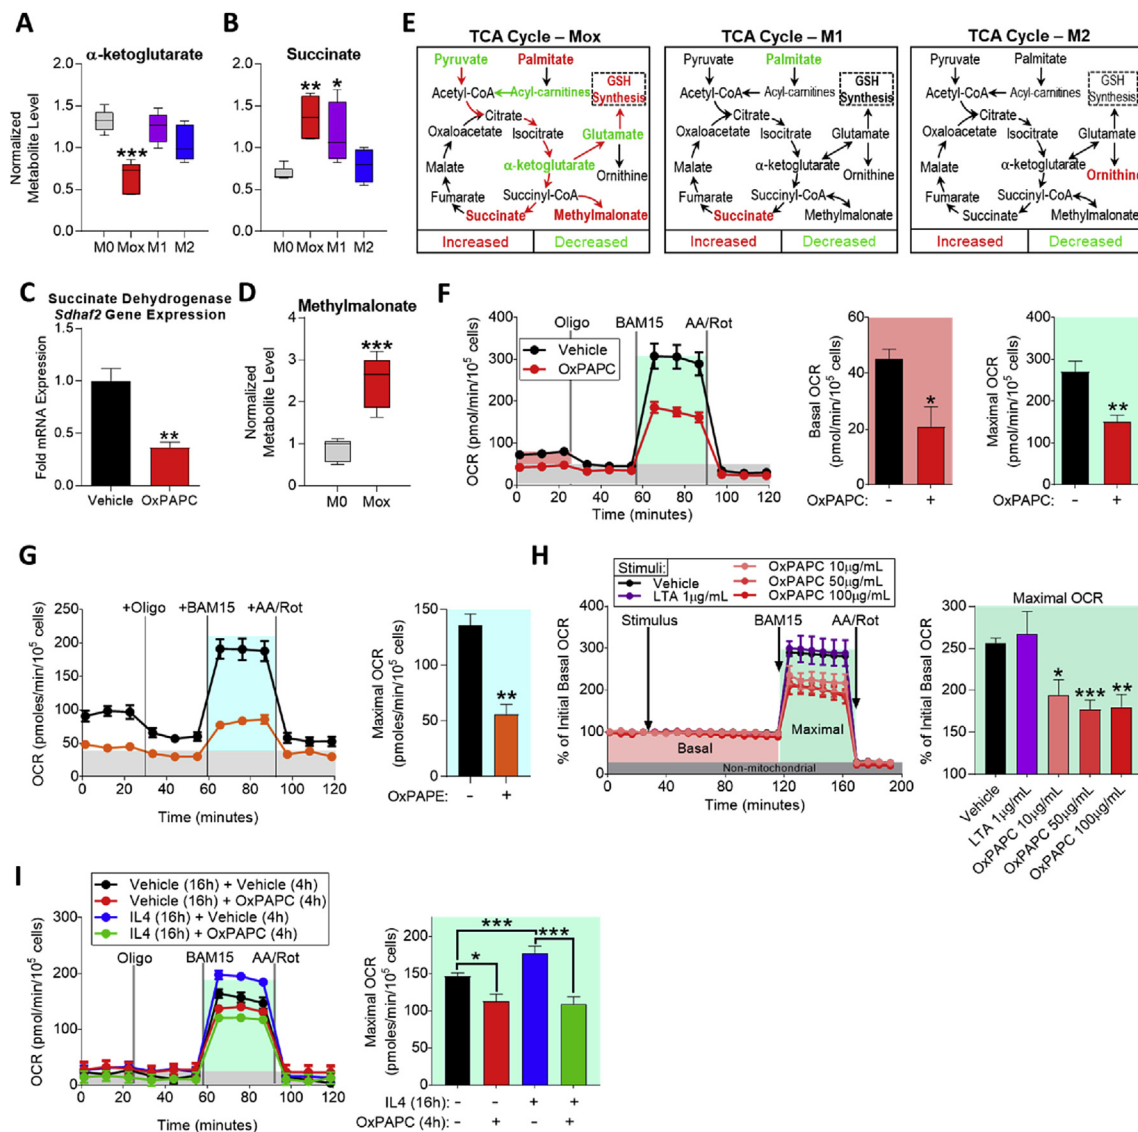 A
α-ketoglutarate
Normalized
Metabolite Level
2.0
1.5
1.0
0.5
0.0
***
M0 Mox M1 M2
B
Succinate
2.0
1.5
1.0
0.5
0.0
**
*
M0 Mox M1 M2
E
TCA Cycle – Mox
Pyruvate
Palmitate
Acetyl-CoA
Acyl-carnitines
GSH
Synthesis
Citrate
Oxaloacetate
Isocitrate
Glutamate
Malate
α-ketoglutarate
Ornithine
Fumarate
Succinyl-CoA
Succinate
Methylmalonate
Increased
Decreased
TCA Cycle – M1
Pyruvate
Palmitate
Acetyl-CoA
Acyl-carnitines
GSH
Synthesis
Citrate
Oxaloacetate
Isocitrate
Glutamate
Malate
α-ketoglutarate
Ornithine
Fumarate
Succinyl-CoA
Succinate
Methylmalonate
Increased
Decreased
TCA Cycle – M2
Pyruvate
Palmitate
Acetyl-CoA
Acyl-carnitines
GSH
Synthesis
Citrate
Oxaloacetate
Isocitrate
Glutamate
Malate
α-ketoglutarate
Ornithine
Fumarate
Succinyl-CoA
Succinate
Methylmalonate
Increased
Decreased
C
Succinate Dehydrogenase
Sdhaf2 Gene Expression
Fold mRNA Expression
1.5
1.0
0.5
0.0
**
Vehicle OxPAPC
D
Methylmalonate
Normalized
Metabolite Level
4
3
2
1
0
***
M0 Mox
F
Oligo
BAM15
AA/Rot
Vehicle
OxPAPC
OCR (pmol/min/10⁵ cells)
400
300
200
100
0
0 20 40 60 80 100 120
Time (minutes)
Basal OCR
(pmol/min/10⁵ cells)
60
40
20
0
*
OxPAPC: - +
Maximal OCR
(pmol/min/10⁵ cells)
400
300
200
100
0
**
OxPAPC: - +
G
+Oligo
+BAM15
+AA/Rot
OCR (pmoles/min/10⁵ cells)
250
200
150
100
50
0
0 20 40 60 80 100 120
Time (minutes)
Maximal OCR
(pmoles/min/10⁵ cells)
150
100
50
0
**
OxPAPE: - +
H
Stimuli:
Vehicle
LTA 1µg/mL
OxPAPC 10µg/mL
OxPAPC 50µg/mL
OxPAPC 100µg/mL
% of Initial Basal OCR
400
300
200
100
0
Stimulus
BAM15
AA/Rot
Basal
Maximal
Non-mitochondrial
0 20 40 60 80 100 120 140 160 180 200
Time (minutes)
Maximal OCR
% of Initial Basal OCR
300
250
200
150
100
*
***
**
Vehicle
LTA 1µg/mL
OxPAPC 10µg/mL
OxPAPC 50µg/mL
OxPAPC 100µg/mL
I
Vehicle (16h) + Vehicle (4h)
Vehicle (16h) + OxPAPC (4h)
IL4 (16h) + Vehicle (4h)
IL4 (16h) + OxPAPC (4h)
Oligo
BAM15
AA/Rot
OCR (pmol/min/10⁵ cells)
300
200
150
100
50
0
0 20 40 60 80 100 120
Time (minutes)
Maximal OCR
(pmoles/min/10⁵ cells)
200
150
100
50
0
***
*
***
IL4 (16h): - - + +
OxPAPC (4h): - + - +